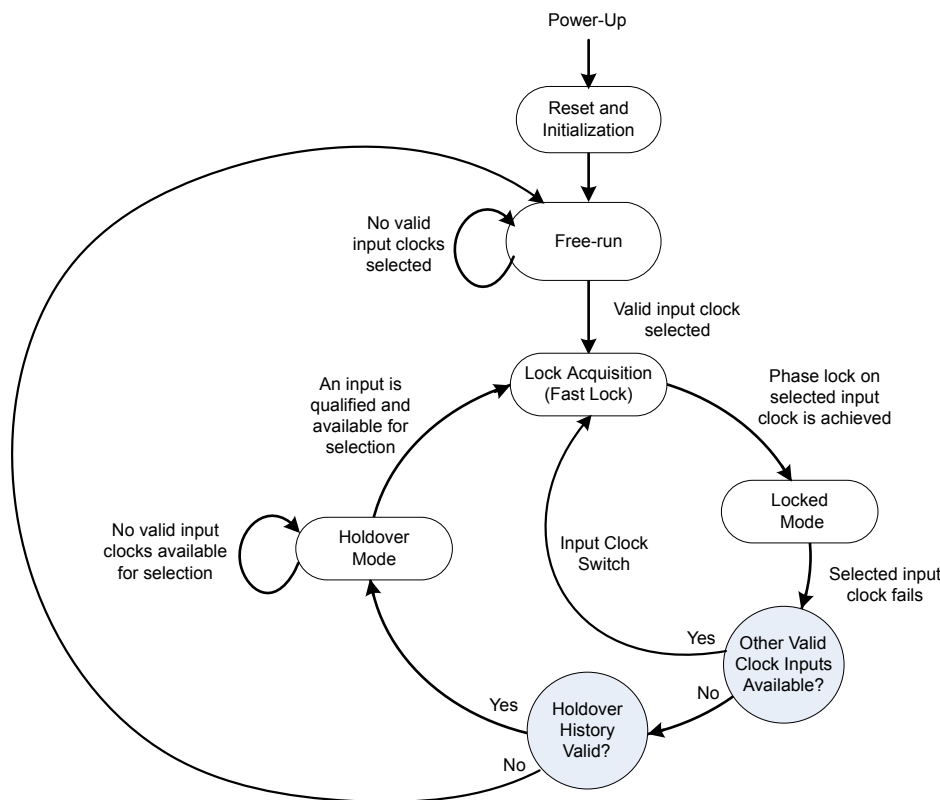 Power-Up
Reset and
Initialization
No valid
input clocks
selected
Free-run
Valid input clock
selected
An input is
qualified and
available for
selection
Lock Acquisition
(Fast Lock)
Phase lock on
selected input
clock is achieved
Locked
Mode
No valid input
clocks available
for selection
Holdover
Mode
Input Clock
Switch
Selected input
clock fails
Yes
Other Valid
Clock Inputs
Available?
No
Yes
Holdover
History
Valid?
No